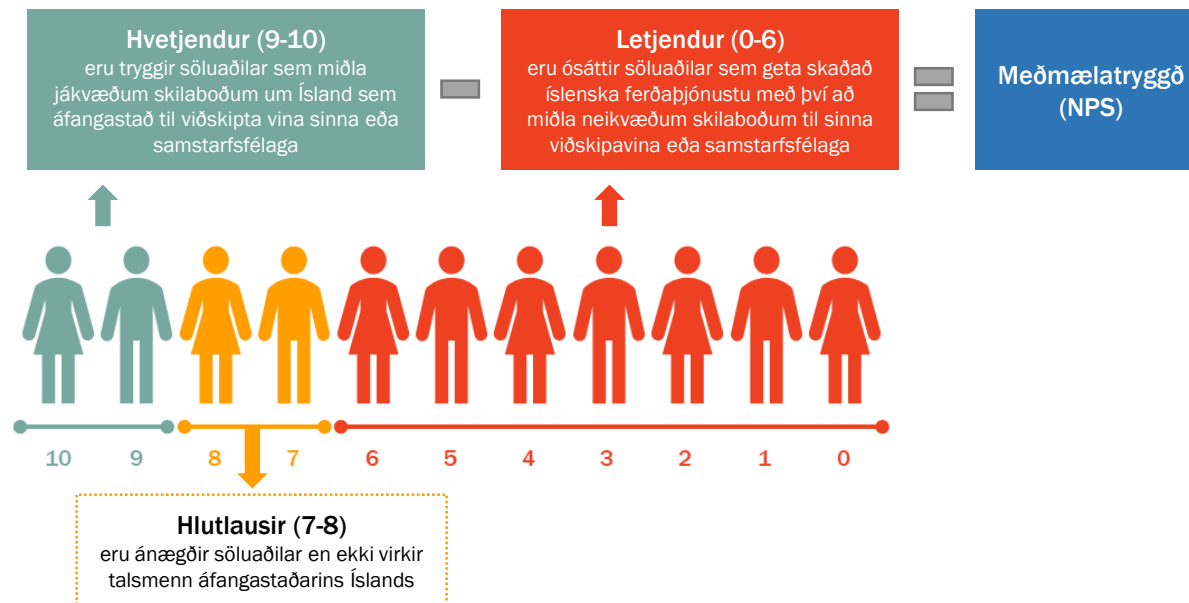 Hvetjendur (9-10)
eru tryggir söluaðilar sem miðla
jákvæðum skilaboðum um Ísland sem
áfangastað til viðskipta vina sinna eða
samstarfsfélaga
Letjendur (0-6)
eru ósáttir söluaðilar sem geta skaðað
íslenska ferðaþjónustu með því að
miðla neikvæðum skilaboðum til sinna
viðskipavina eða samstarfsfélaga
Meðmælatryggð
(NPS)
10 9 8 7 6 5 4 3 2 1 0
Hlutlausir (7-8)
eru ánægðir söluaðilar en ekki virkir
talsmenn áfangastaðarins Íslands